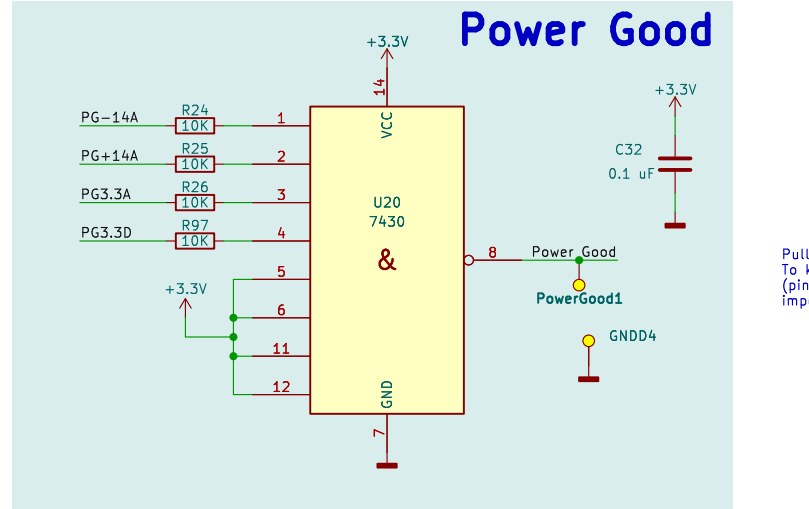 Power Good
+3.3V
14
VCC
+3.3V
C32
0.1 uF
PG-14A
R24
10K
1
PG+14A
R25
10K
2
PG3.3A
R26
10K
3
PG3.3D
R97
10K
4
U20
7430
&
5
+3.3V
6
11
12
8
Power Good
PowerGood1
GNDD4
GND
7
Pull
To
(pin
imp